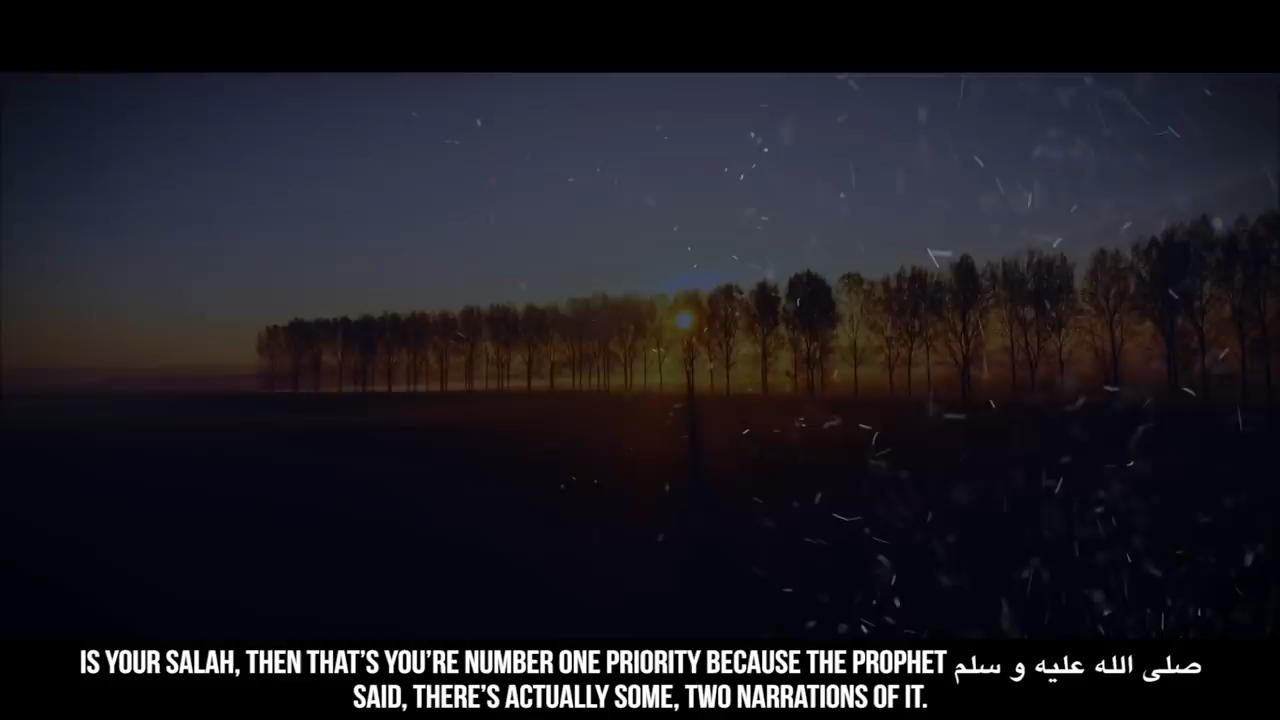 IS YOUR SALAH, THEN THAT'S YOU'RE NUMBER ONE PRIORITY BECAUSE THE PROPHET صلى الله عليه و سلم
SAID, THERE'S ACTUALLY SOME, TWO NARRATIONS OF IT.